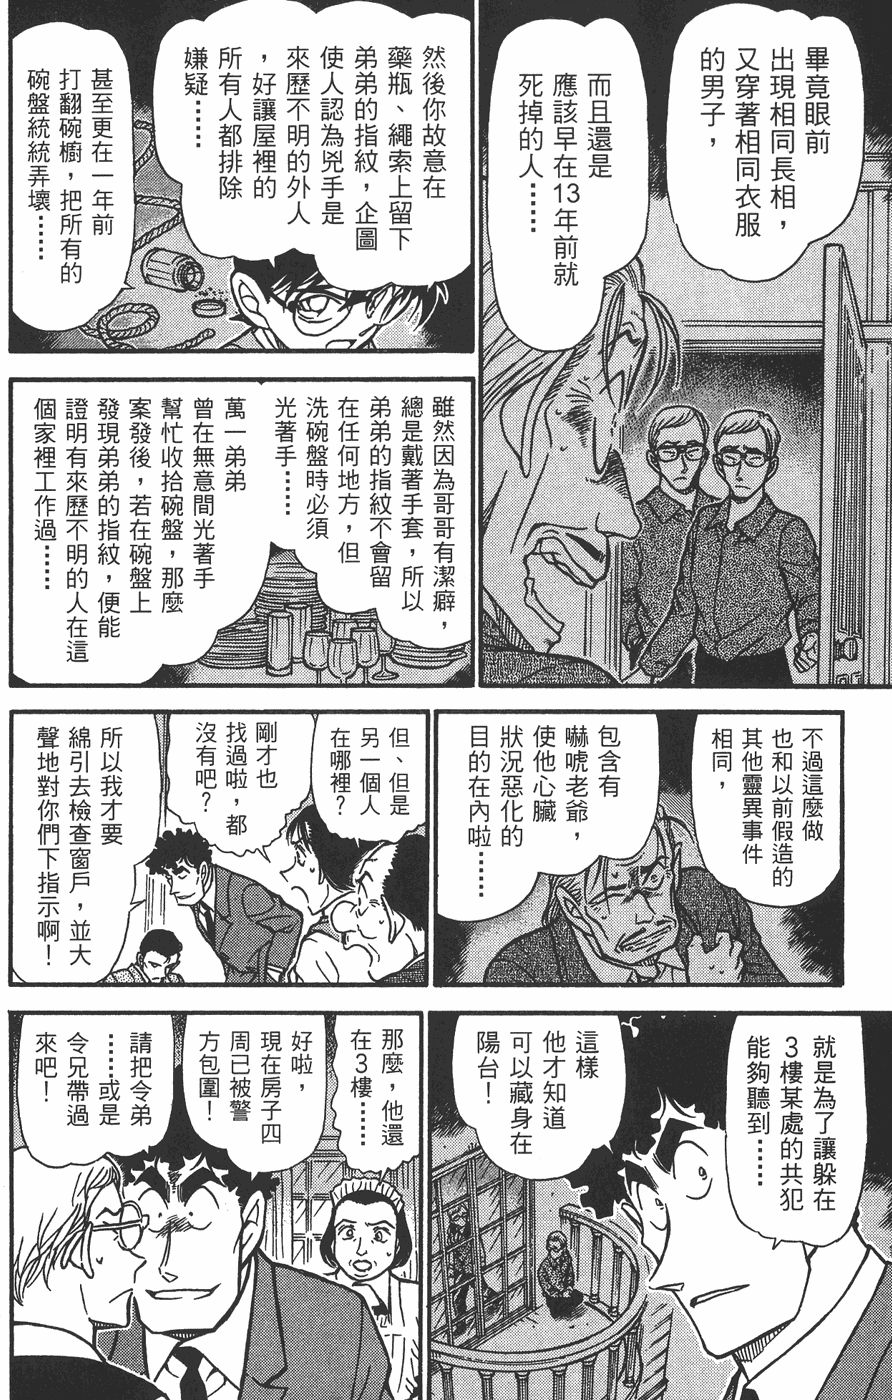 畢竟眼前
出現相同長相，
又穿著相同衣服
的男子，
而且還是
應該早在13年前就
死掉的人……
然後你故意在
藥瓶、繩索上留下
弟弟的指紋，企圖
使人認為兇手是
來歷不明的外人
，好讓屋裡的
所有人都排除
嫌疑……
甚至更在一年前
打翻碗櫥，把所有的
碗盤統統弄壞……
雖然因為哥哥有潔癖，
總是戴著手套，所以
弟弟的指紋不會留
在任何地方，但
洗碗盤時必須
光著手……
萬一弟弟
曾在無意間光著手
幫忙收拾碗盤，那麼
案發後，若在碗盤上
發現弟弟的指紋，便能
證明有來歷不明的人在這
個家裡工作過……
不過這麼做
也和以前假造的
其他靈異事件
相同，
包含有
嚇唬老爺，
使他心臟
狀況惡化的
目的在內啦……
但、但是
另一個人
在哪裡？
剛才也
找過啦，都
沒有吧？
所以我才要
綿引去檢查窗戶，並大
聲地對你們下指示啊！
就是為了讓躲在
3樓某處的共犯
能夠聽到……
這樣
他才知道
可以藏身在
陽台！
那麼，他還
在3樓……
好啦，
現在房子四
周已被警
方包圍！
請把令弟
……或是
令兄帶過
來吧！